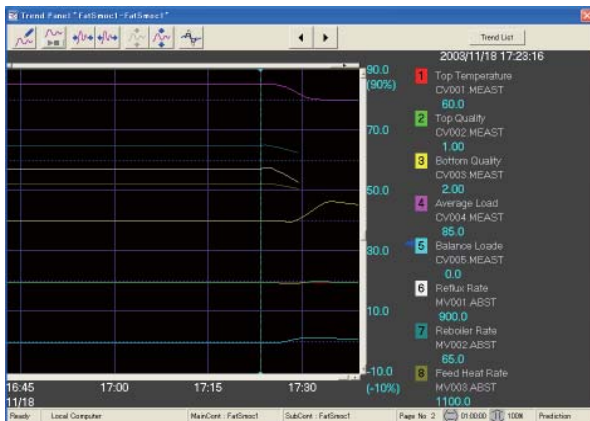 Trend Panel "FatSmoc1-FatSmoc1"
Trend List
2003/11/18 17:23:16
90.0
(90%)
70.0
50.0
30.0
10.0
-10.0
(-10%)
16:45 17:00 17:15 17:30
11/18
1 Top Temperature
CV001.MEAST
60.0
2 Top Quality
CV002.MEAST
1.00
3 Bottom Quality
CV003.MEAST
2.00
4 Average Load
CV004.MEAST
85.0
5 Balance Loade
CV005.MEAST
0.0
6 Reflux Rate
MV001.ABST
900.0
7 Reboiler Rate
MV002.ABST
65.0
8 Feed Heat Rate
MV003.ABST
1100.0
Ready Local Computer MainCont : FatSmoc1 SubCont : FatSmoc1 Page No 2 01:00:00 100% Prediction